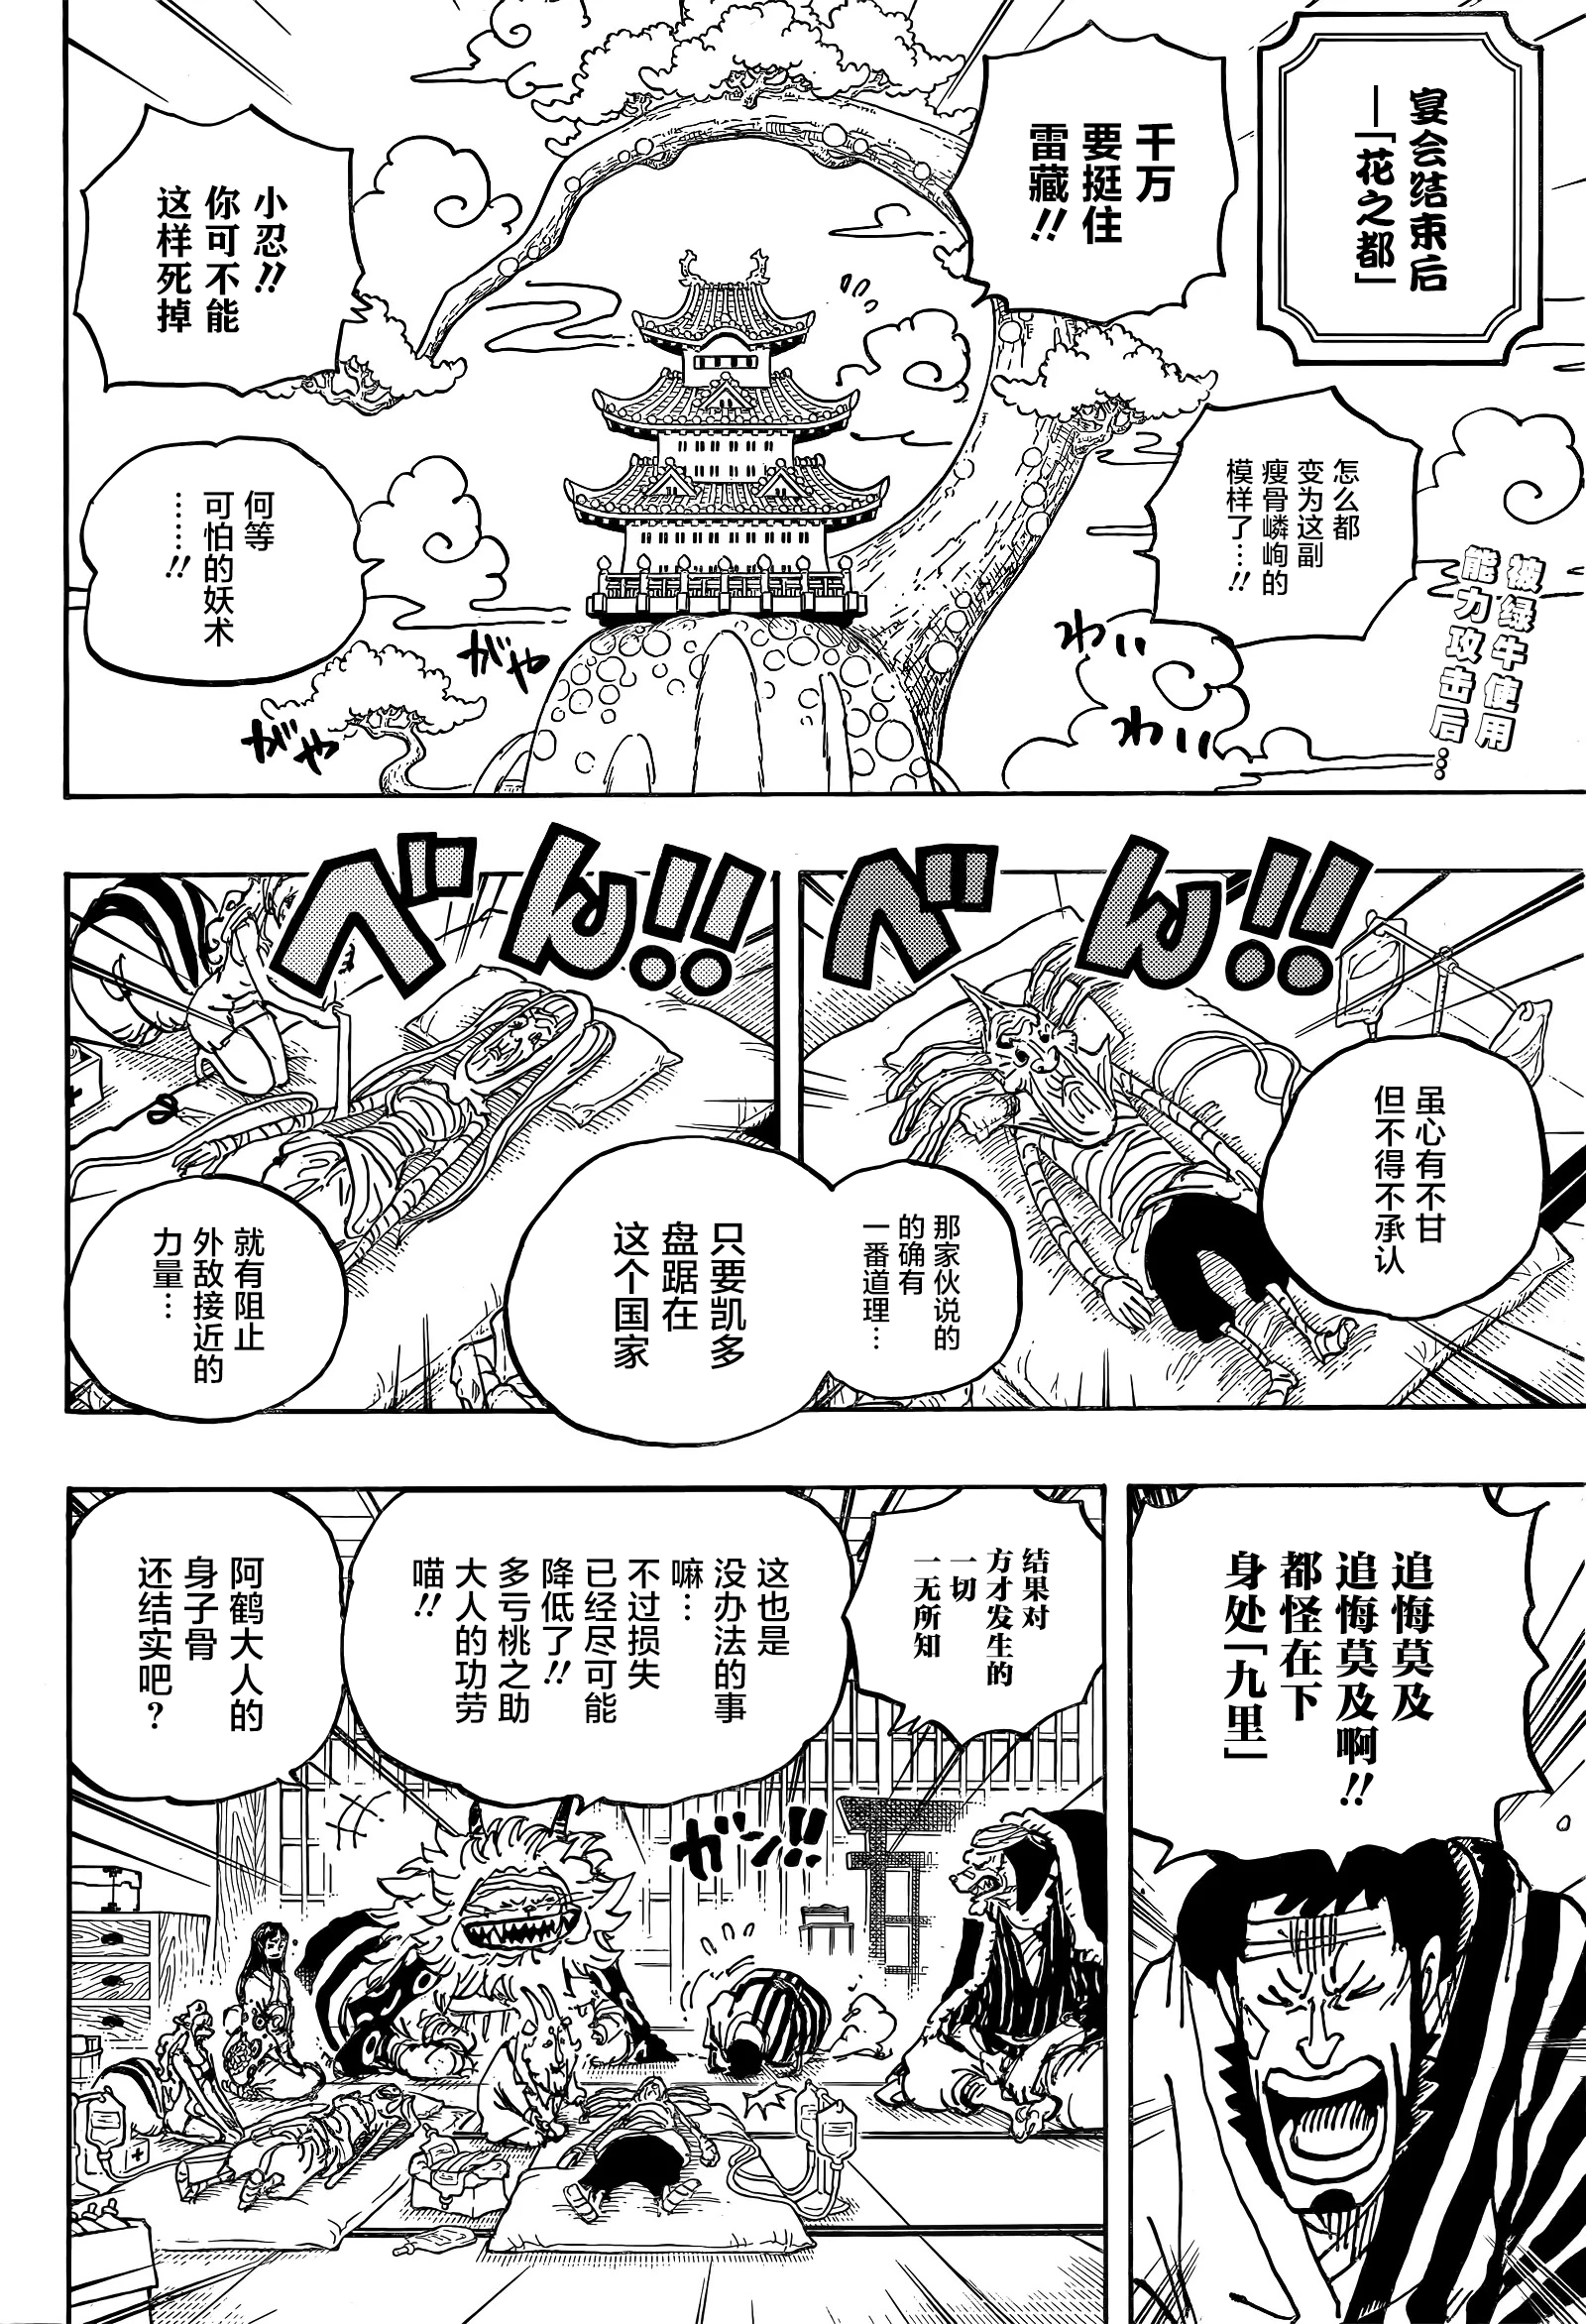 宴会结束后
—「花之都」
千万
要挺住
雷藏!!
小忍!!
你可不能
这样死掉
怎么都
变为这副
瘦骨嶙峋的
模样了…!!
被绿牛使用
能力攻击后…
何等
可怕的妖术
……!!
わい
わい
がや
がや
べん!!
べん!!
虽心有不甘
但不得不承认
那家伙说的
的确有
一番道理…
只要凯多
盘踞在
这个国家
就有阻止
外敌接近的
力量…
追悔莫及
追悔莫及啊!!
都怪在下
身处「九里」
结果对
方才发生的
一切
一无所知
这也是
没办法的事
嘛…
不过损失
已经尽可能
降低了!!
多亏桃之助
大人的功劳
喵!!
阿鹤大人的
身子骨
还结实吧?
ガン!!